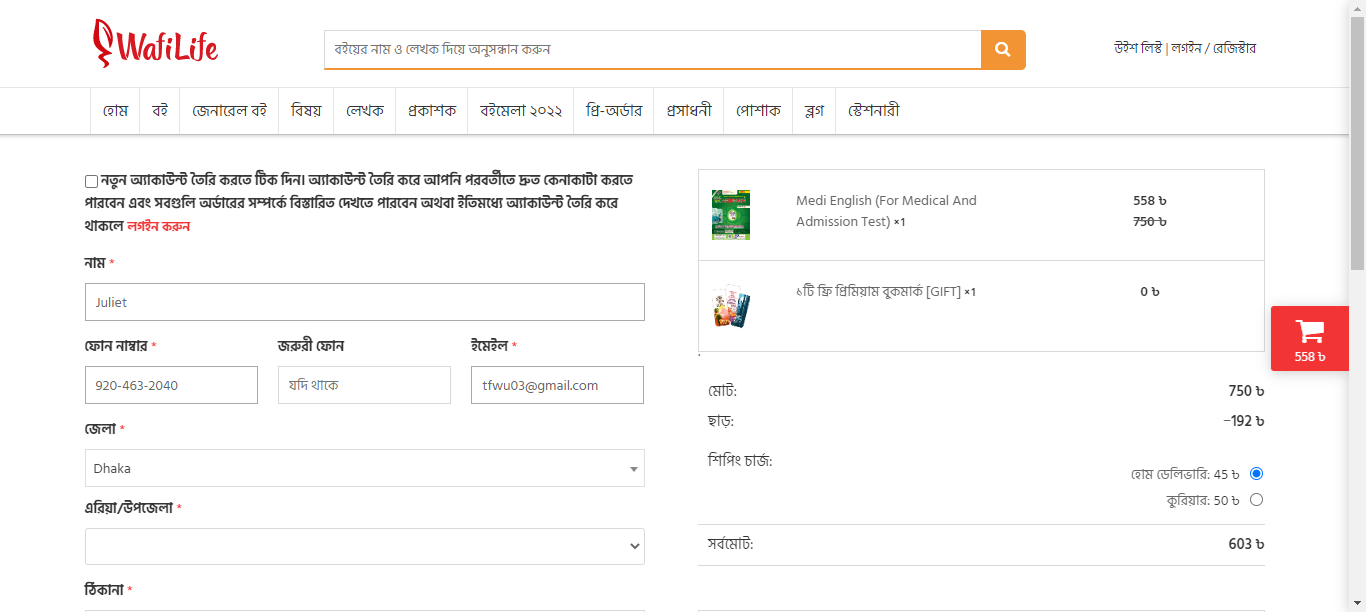 WafiLife
বইয়ের নাম ও লেখক দিয়ে অনুসন্ধান করুন
উইশ লিস্ট | লগইন / রেজিস্টার
হোম
বই
জেনারেল বই
বিষয়
লেখক
প্রকাশক
বইমেলা ২০২২
প্রি-অর্ডার
প্রসাধনী
পোশাক
ব্লগ
স্টেশনারী
নতুন অ্যাকাউন্ট তৈরি করতে টিক দিন। অ্যাকাউন্ট তৈরি করে আপনি পরবর্তীতে দ্রুত কেনাকাটা করতে
পারবেন এবং সবগুলি অর্ডারের সম্পর্কে বিস্তারিত দেখতে পারবেন অথবা ইতিমধ্যে অ্যাকাউন্ট তৈরি করে
থাকলে লগইন করুন
নাম *
Juliet
ফোন নাম্বার *
জরুরী ফোন
ইমেইল *
920-463-2040
যদি থাকে
tfwu03@gmail.com
জেলা *
Dhaka
এরিয়া/উপজেলা *
ঠিকানা *
Medi English (For Medical And
Admission Test) ×1
558 ৳
750 ৳
১টি ফ্রি প্রিমিয়াম বুকমার্ক [GIFT] ×1
0 ৳
558 ৳
মোট:
750 ৳
ছাড়:
-192 ৳
শিপিং চার্জ:
হোম ডেলিভারি: 45 ৳
কুরিয়ার: 50 ৳
সর্বমোট:
603 ৳